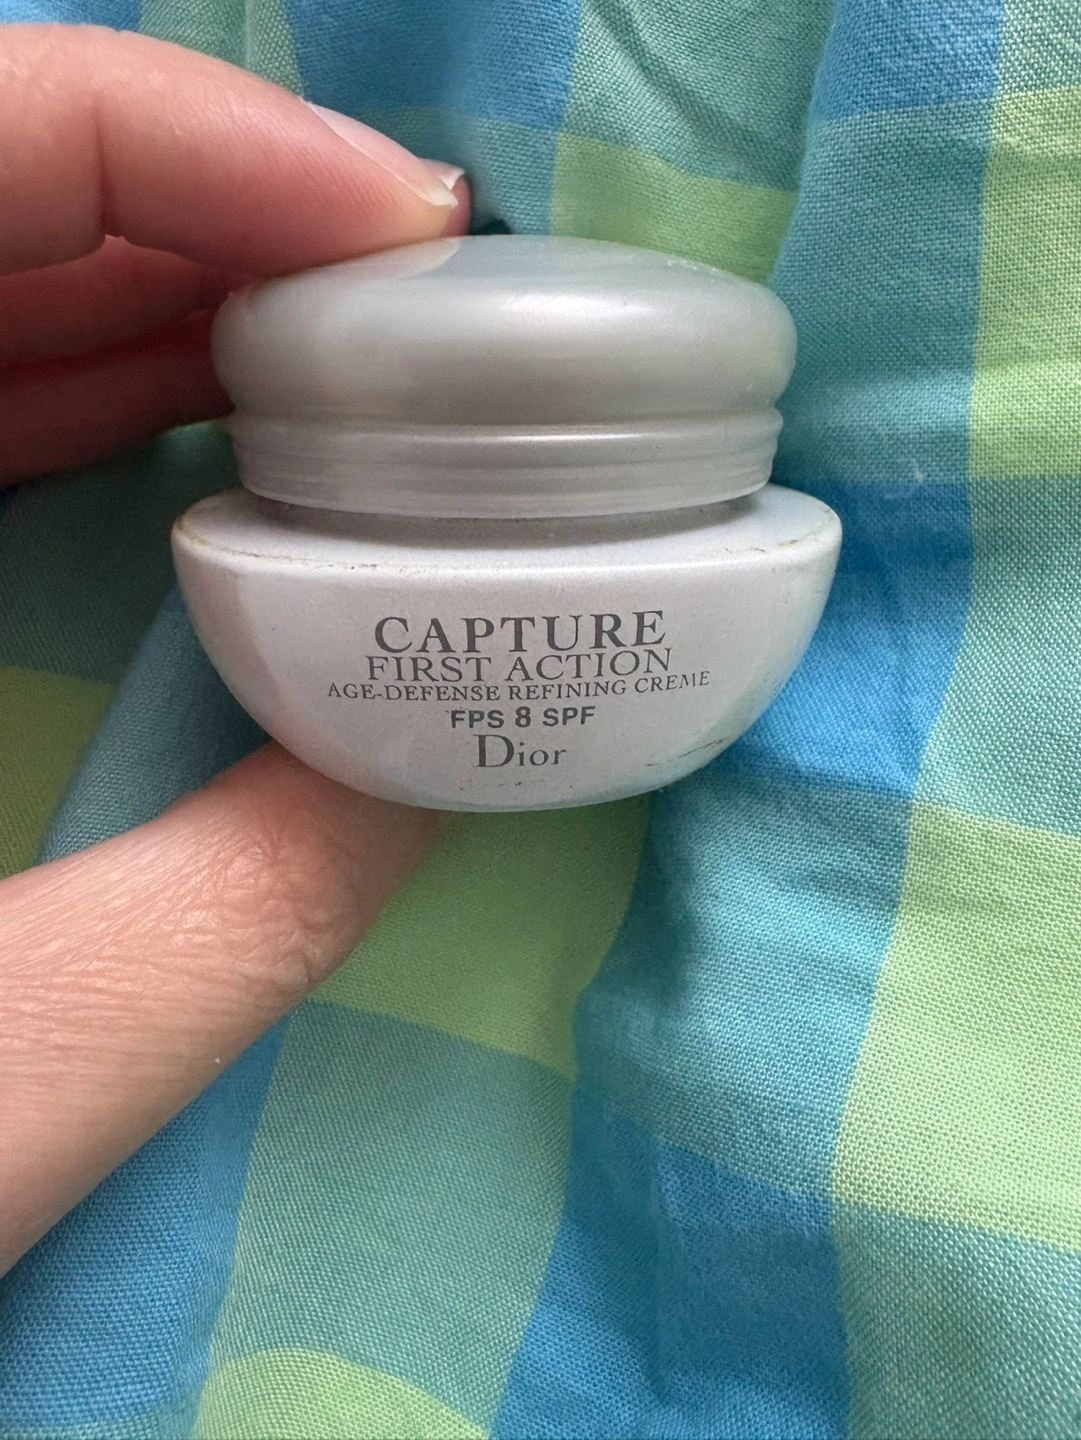 CAPTURE
FIRST ACTION
AGE-DEFENSE REFINING CREME
FPS 8 SPF
Dior